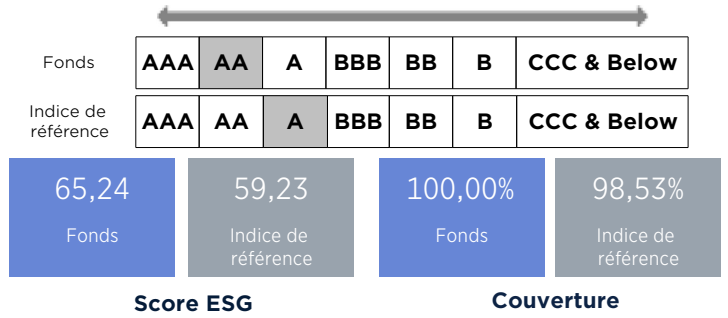 Fonds AAA AA A BBB BB B CCC & Below
Indice de
référence AAA AA A BBB BB B CCC & Below
65,24 59,23 100,00% 98,53%
Fonds Indice de Fonds Indice de
référence référence
Score ESG Couverture